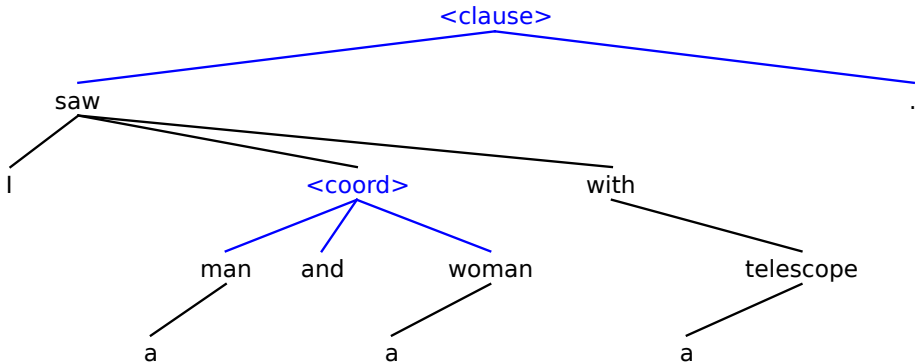 <clause>
saw .
I <coord> with
man and woman telescope
a a a